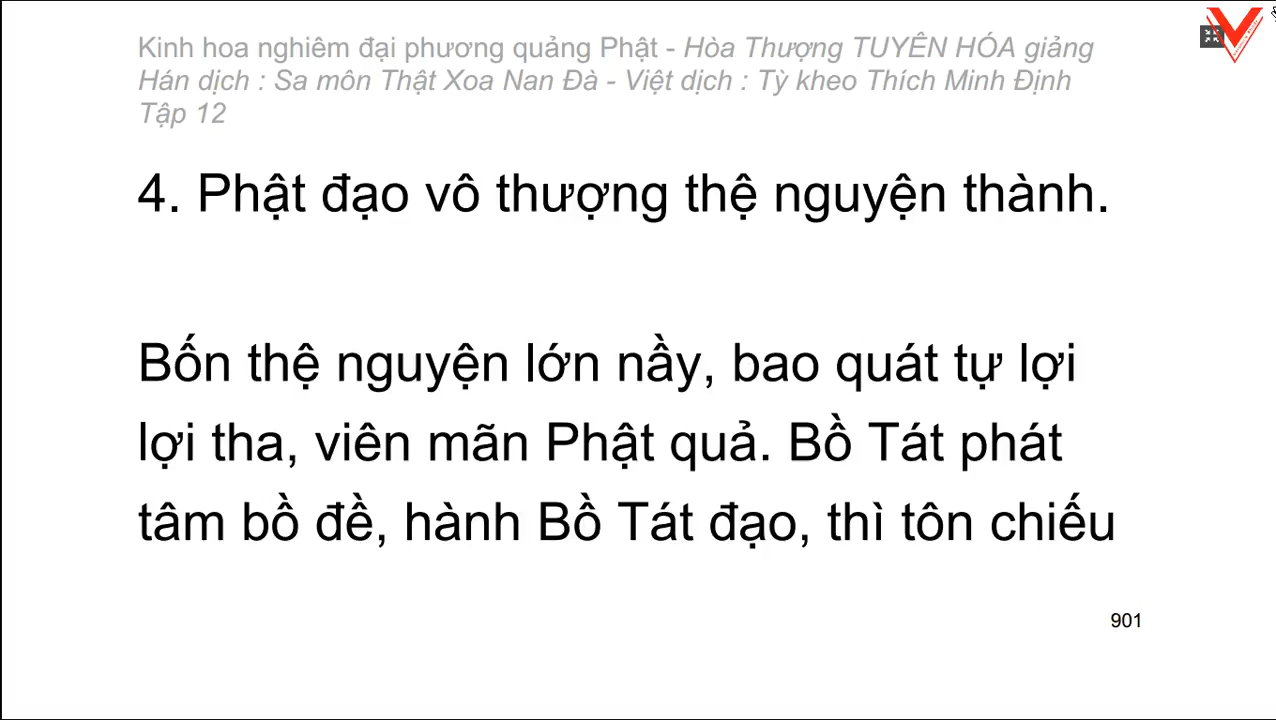 Kinh hoa nghiêm đại phương quảng Phật - Hòa Thượng TUYÊN HÓA giảng
Hán dịch : Sa môn Thật Xoa Nan Đà - Việt dịch : Tỳ kheo Thích Minh Định
Tập 12
4. Phật đạo vô thượng thệ nguyện thành.
Bốn thệ nguyện lớn nầy, bao quát tự lợi
lợi tha, viên mãn Phật quả. Bồ Tát phát
tâm bồ đề, hành Bồ Tát đạo, thì tôn chiếu
901